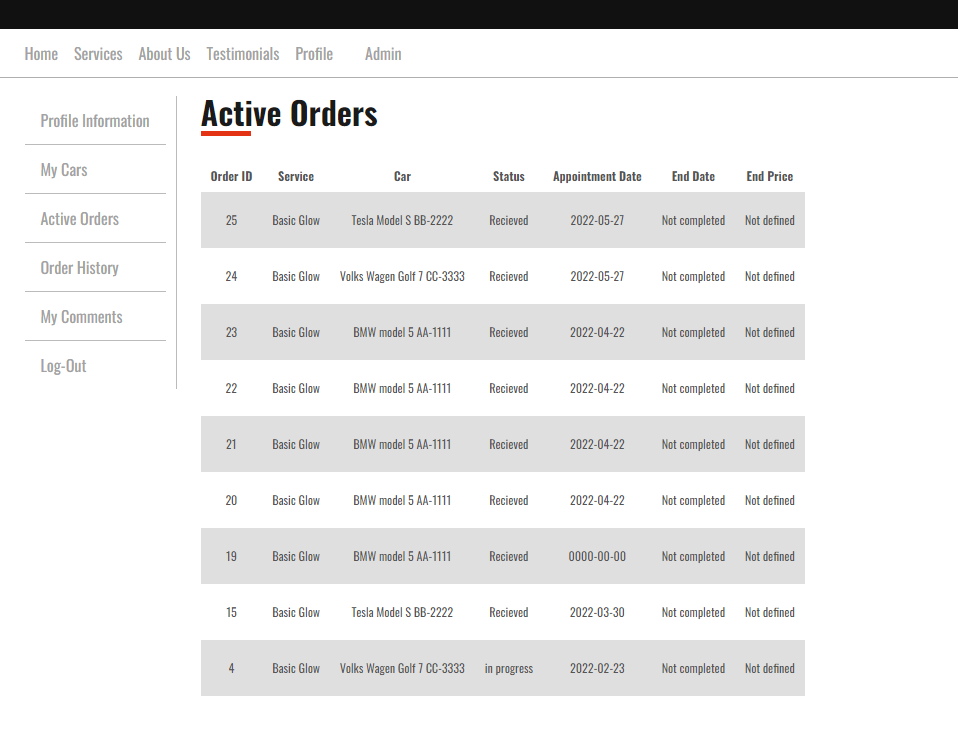 Home Services About Us Testimonials Profile Admin
Profile Information
My Cars
Active Orders
Order History
My Comments
Log-Out
Active Orders
Order ID Service Car Status Appointment Date End Date End Price
25 Basic Glow Tesla Model S BB-2222 Recieved 2022-05-27 Not completed Not defined
24 Basic Glow Volks Wagen Golf 7 CC-3333 Recieved 2022-05-27 Not completed Not defined
23 Basic Glow BMW model 5 AA-1111 Recieved 2022-04-22 Not completed Not defined
22 Basic Glow BMW model 5 AA-1111 Recieved 2022-04-22 Not completed Not defined
21 Basic Glow BMW model 5 AA-1111 Recieved 2022-04-22 Not completed Not defined
20 Basic Glow BMW model 5 AA-1111 Recieved 2022-04-22 Not completed Not defined
19 Basic Glow BMW model 5 AA-1111 Recieved 0000-00-00 Not completed Not defined
15 Basic Glow Tesla Model S BB-2222 Recieved 2022-03-30 Not completed Not defined
4 Basic Glow Volks Wagen Golf 7 CC-3333 in progress 2022-02-23 Not completed Not defined